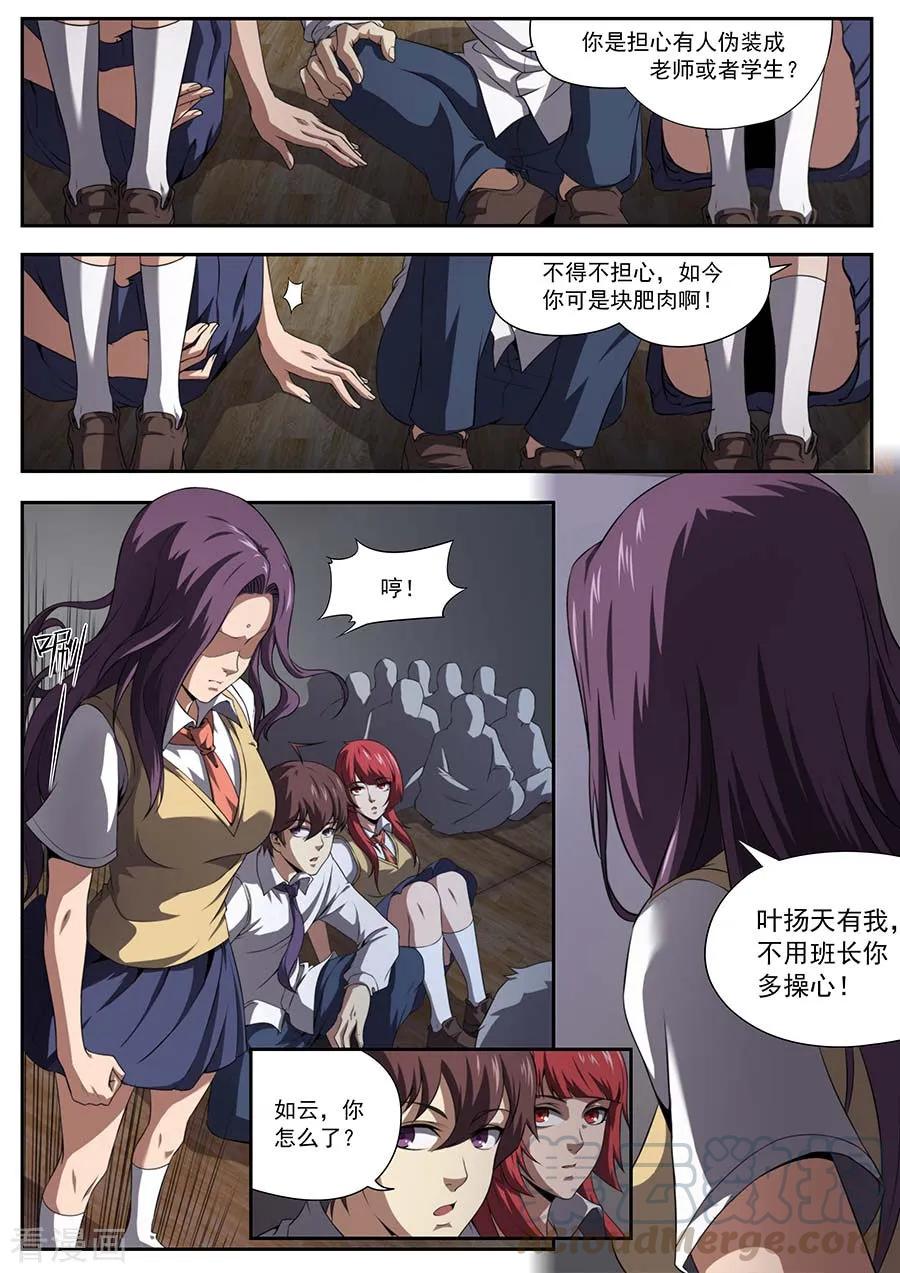 你是担心有人伪装成
老师或者学生？
不得不担心，如今
你可是块肥肉啊！
哼！
叶扬天有我，
不用班长你
多操心！
如云，你
怎么了？
看漫画
AcloudMerge.com